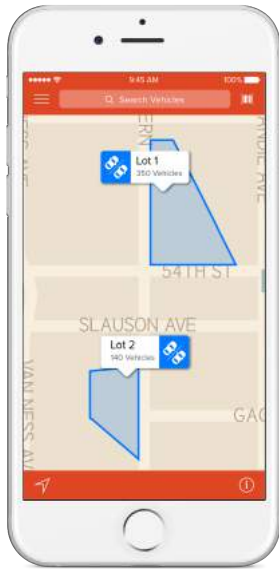 9:45 AM
100%
Search Vehicles
Lot 1
350 Vehicles
54TH ST
SLAUSON AVE
Lot 2
140 Vehicles
VAN NESS AVE
GAG